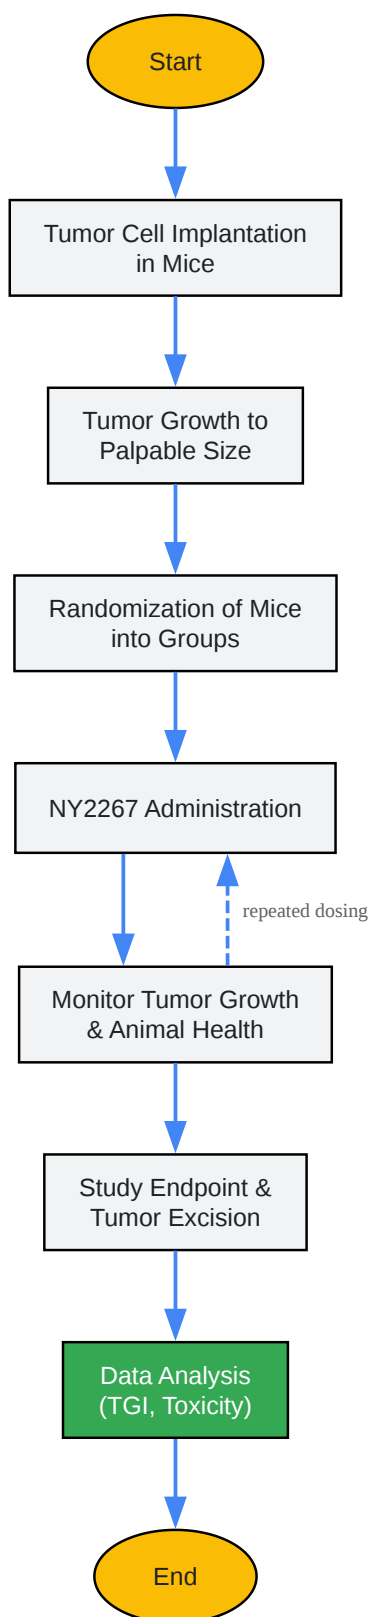 Start
Tumor Cell Implantation
in Mice
Tumor Growth to
Palpable Size
Randomization of Mice
into Groups
NY2267 Administration
repeated dosing
Monitor Tumor Growth
& Animal Health
Study Endpoint &
Tumor Excision
Data Analysis
(TGI, Toxicity)
End